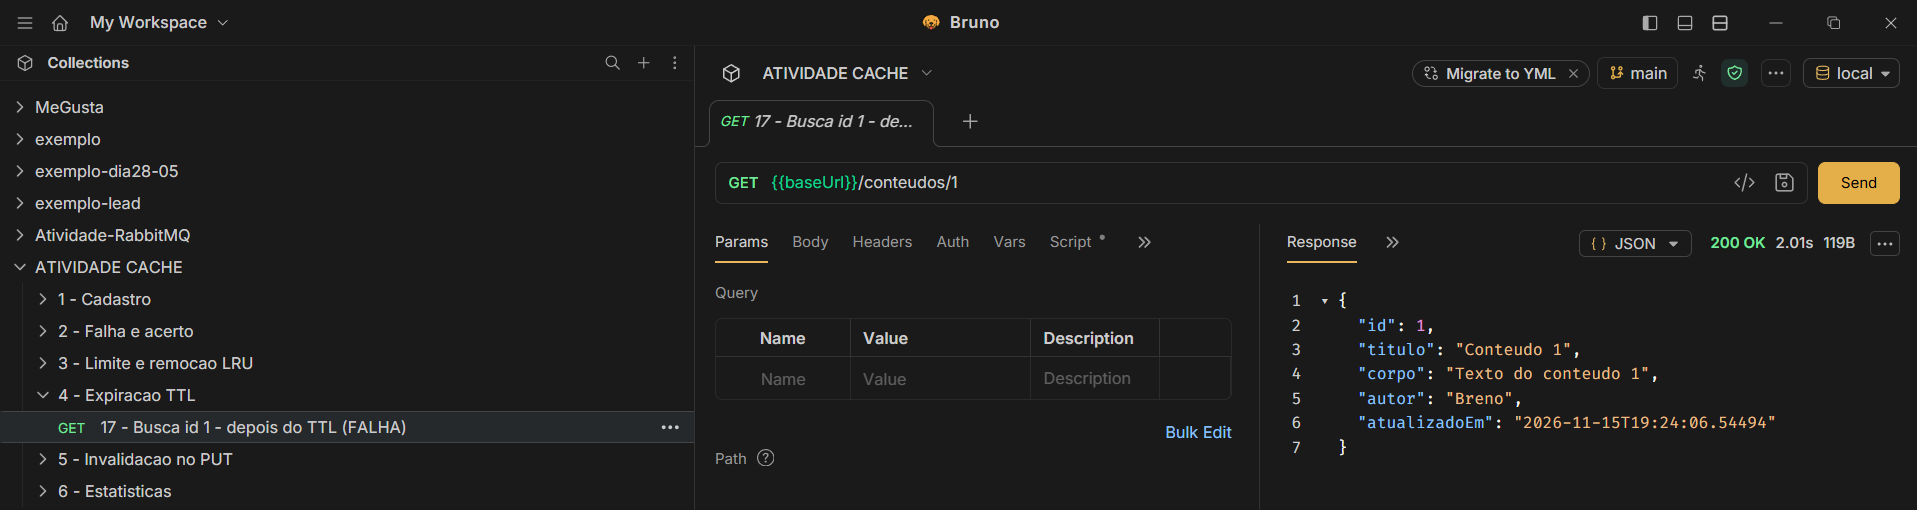 My Workspace
Bruno
Collections
MeGusta
exemplo
exemplo-dia28-05
exemplo-lead
Atividade-RabbitMQ
ATIVIDADE CACHE
1 - Cadastro
2 - Falha e acerto
3 - Limite e remocao LRU
4 - Expiracao TTL
GET 17 - Busca id 1 - depois do TTL (FALHA)
5 - Invalidacao no PUT
6 - Estatisticas
ATIVIDADE CACHE
Migrate to YML
main
local
GET 17 - Busca id 1 - de...
GET {{baseUrl}}/conteudos/1
Send
Params Body Headers Auth Vars Script
Query
Name Value Description
Name Value Description
Bulk Edit
Path
Response
{ } JSON 200 OK 2.01s 119B
1 {
2 "id": 1,
3 "titulo": "Conteudo 1",
4 "corpo": "Texto do conteudo 1",
5 "autor": "Breno",
6 "atualizadoEm": "2026-11-15T19:24:06.54494"
7 }